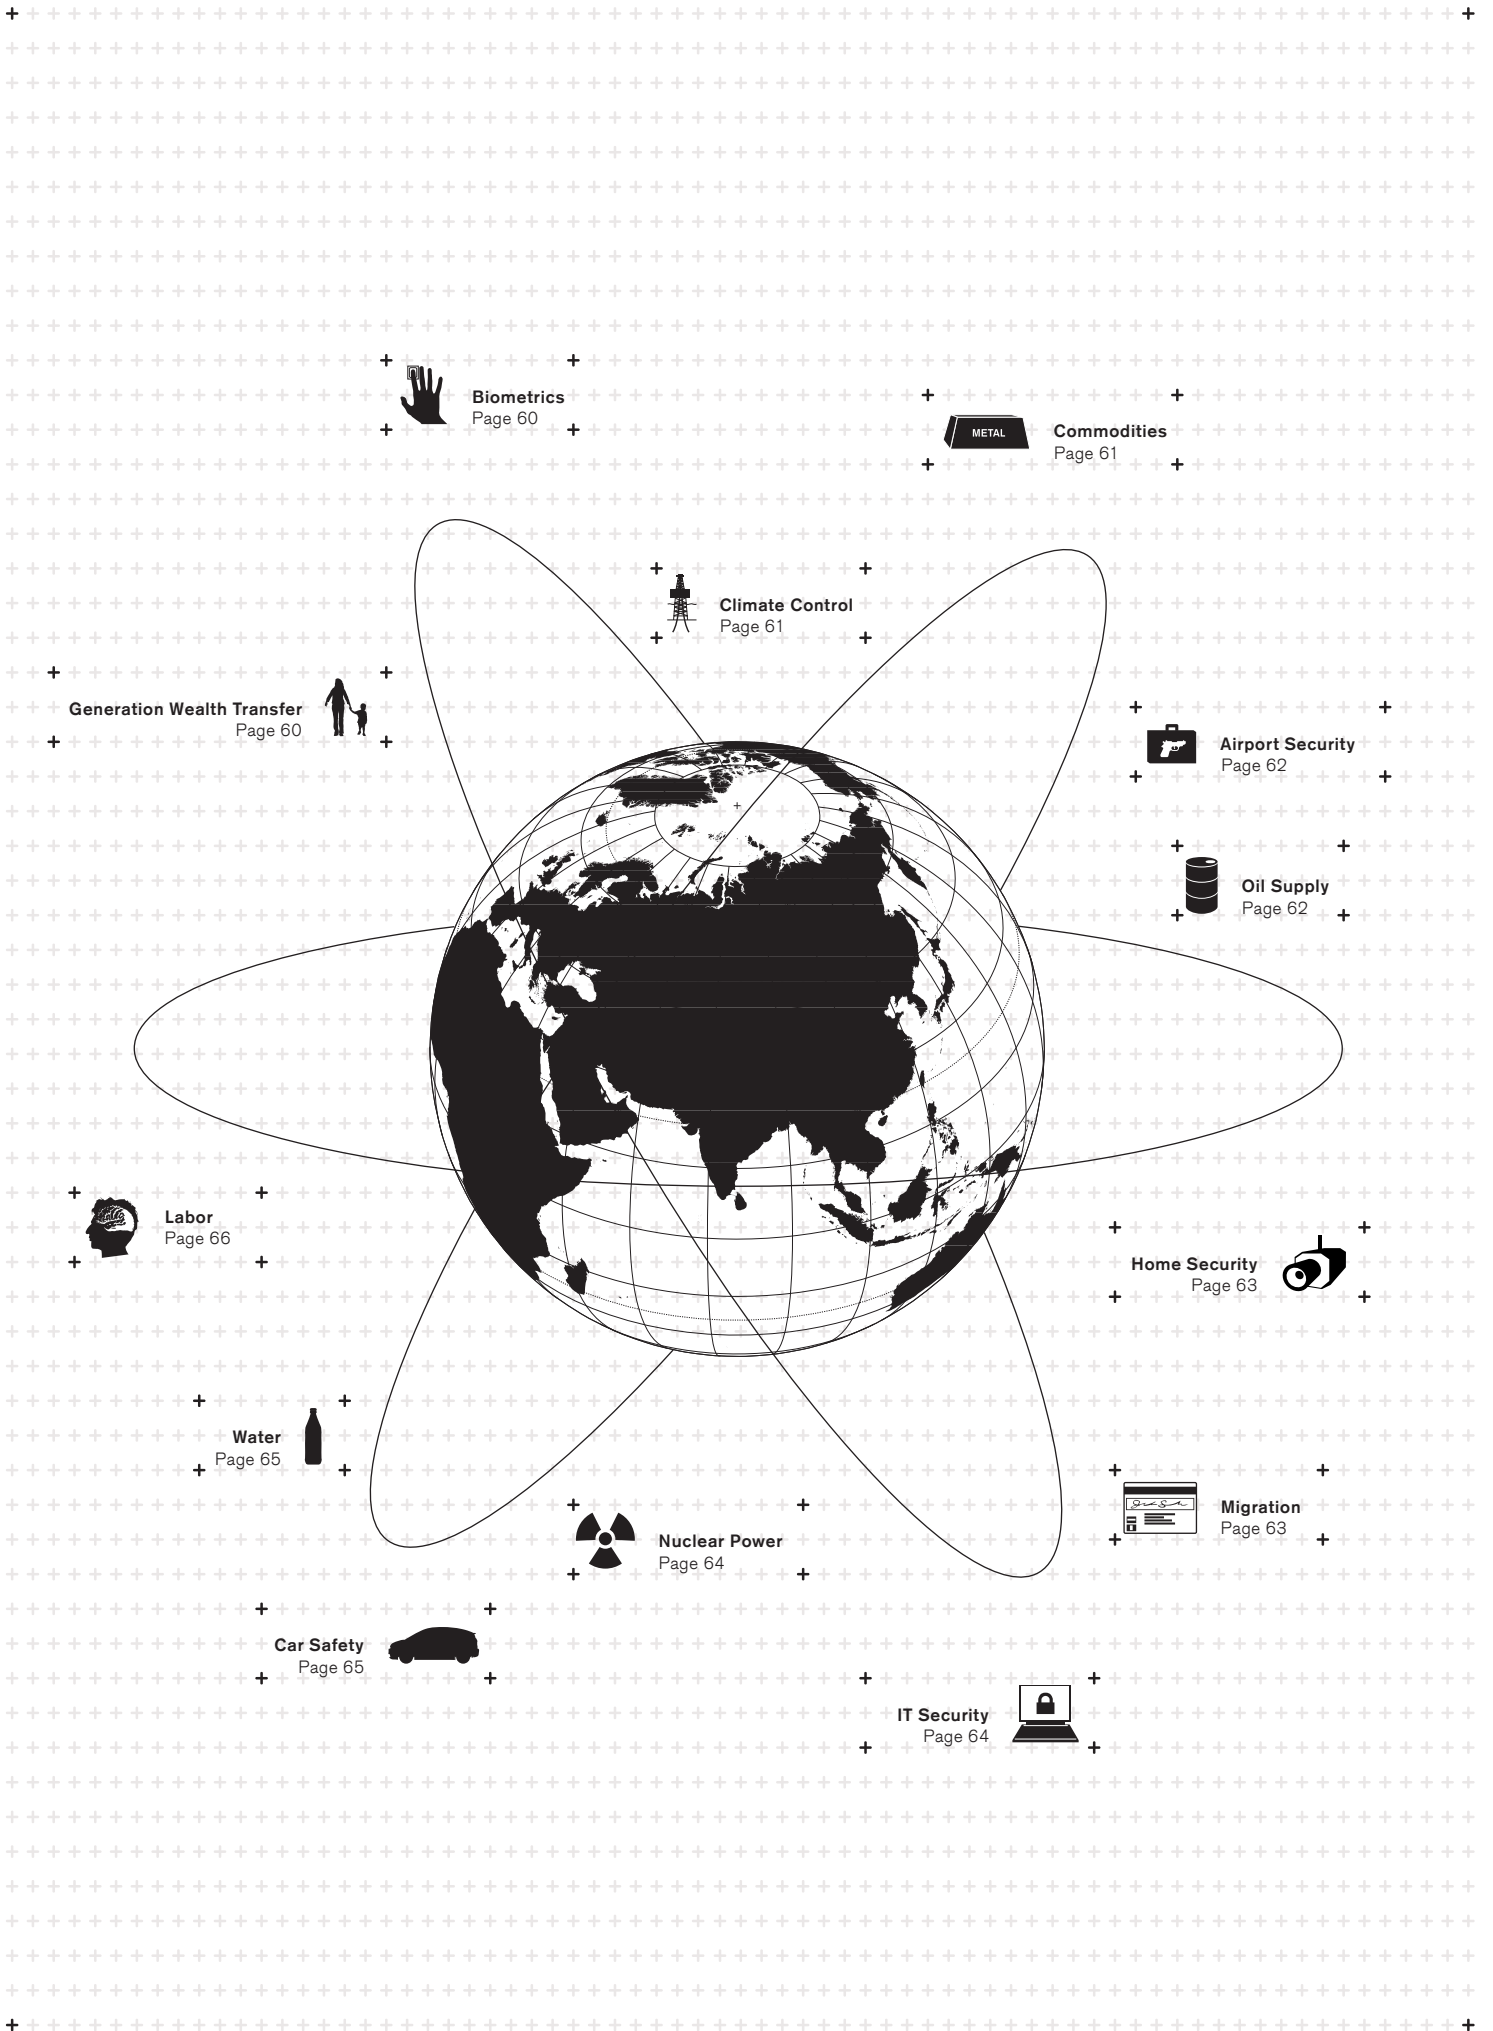 Biometrics
Page 60
METAL
Commodities
Page 61
Climate Control
Page 61
Generation Wealth Transfer
Page 60
Airport Security
Page 62
Oil Supply
Page 62
Labor
Page 66
Home Security
Page 63
Water
Page 65
Migration
Page 63
Nuclear Power
Page 64
Car Safety
Page 65
IT Security
Page 64